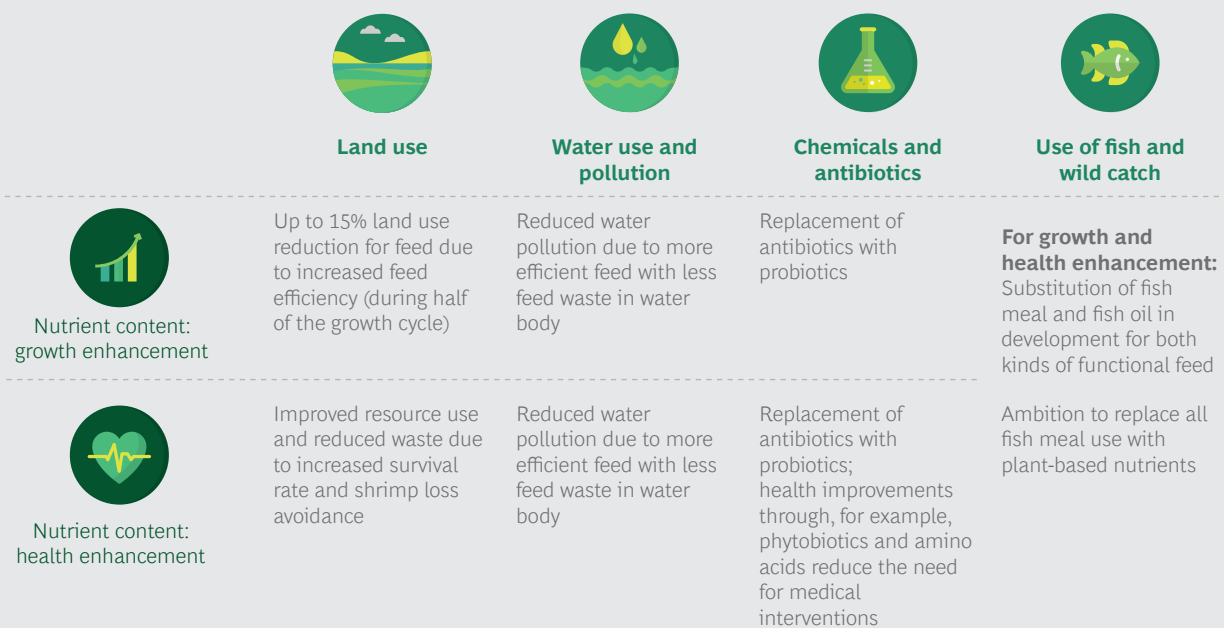 Land use
Water use and
pollution
Chemicals and
antibiotics
Use of fish and
wild catch
Nutrient content:
growth enhancement
Up to 15% land use
reduction for feed due
to increased feed
efficiency (during half
of the growth cycle)
Reduced water
pollution due to more
efficient feed with less
feed waste in water
body
Replacement of
antibiotics with
probiotics
For growth and
health enhancement:
Substitution of fish
meal and fish oil in
development for both
kinds of functional feed
Nutrient content:
health enhancement
Improved resource use
and reduced waste due
to increased survival
rate and shrimp loss
avoidance
Reduced water
pollution due to more
efficient feed with less
feed waste in water
body
Replacement of
antibiotics with
probiotics;
health improvements
through, for example,
phytobiotics and amino
acids reduce the need
for medical
interventions
Ambition to replace all
fish meal use with
plant-based nutrients